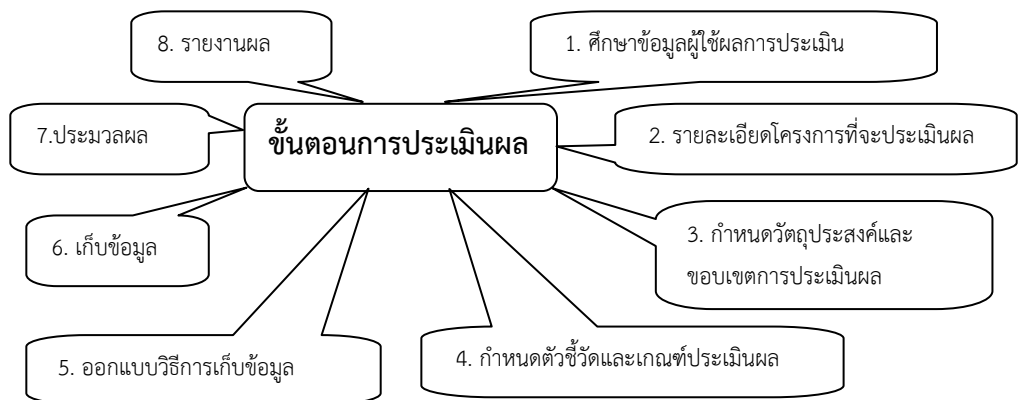 ขั้นตอนการประเมินผล
1. ศึกษาข้อมูลผู้ใช้ผลการประเมิน
2. รายละเอียดโครงการที่จะประเมินผล
3. กำหนดวัตถุประสงค์และ
ขอบเขตการประเมินผล
4. กำหนดตัวชี้วัดและเกณฑ์ประเมินผล
5. ออกแบบวิธีการเก็บข้อมูล
6. เก็บข้อมูล
7.ประมวลผล
8. รายงานผล